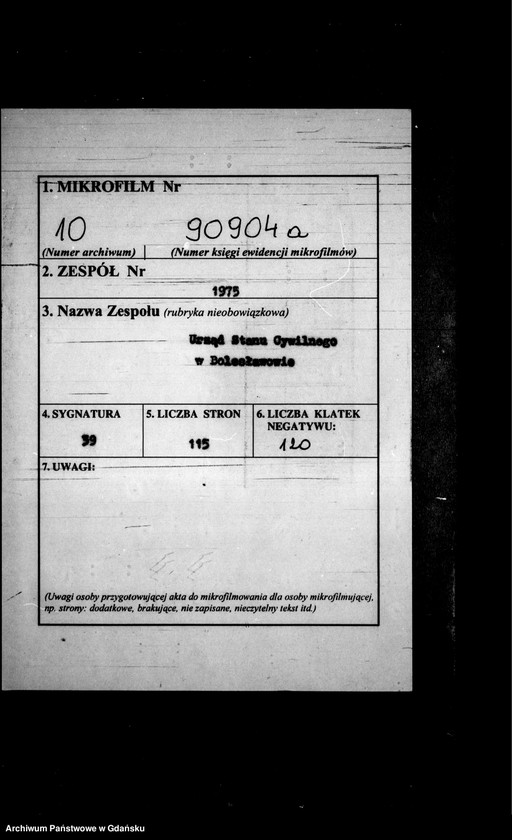 1. MIKROFILM Nr
10 90904a
(Numer archiwum) (Numer księgi ewidencji mikrofilmów)
2. ZESPÓŁ Nr
1975
3. Nazwa Zespołu (rubryka nieobowiązkowa)
Urząd Stanu Cywilnego
w Bolesławowie
4. SYGNATURA 5. LICZBA STRON 6. LICZBA KLATEK
NEGATYWU:
39 115 120
7. UWAGI:
(Uwagi osoby przygotowującej akta do mikrofilmowania dla osoby mikrofilmującej,
np. strony: dodatkowe, brakujące, nie zapisane, nieczytelny tekst itd.)
Archiwum Państwowe w Gdańsku